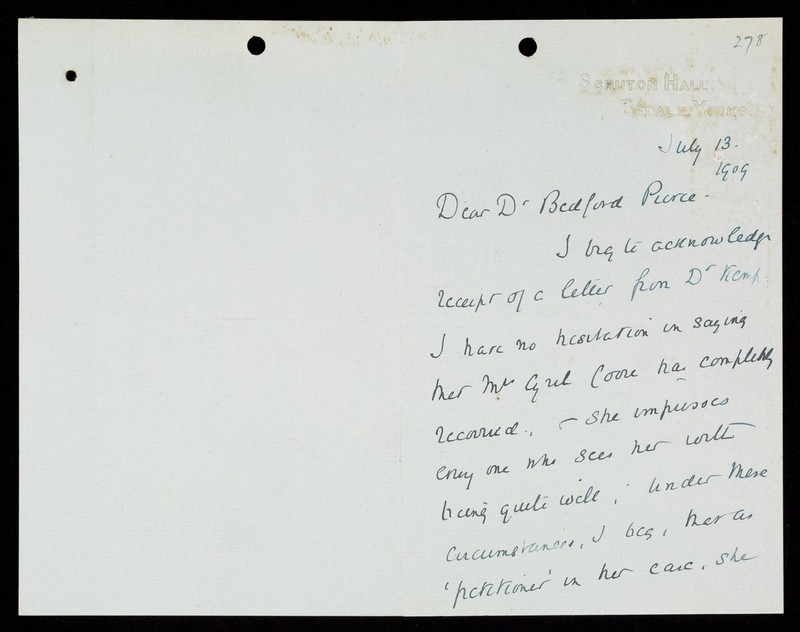 278
SCRUTON HALL.
BEDALE. YORKS.
July 13.
1909
Dear Dr Bedford Pierce -
I beg to acknowledge
receipt of a letter from Dr Kemp.
I have no hesitation in saying
that Mrs Cyril Coore has completely
recovered., - She impresses
every one who sees her with
being quite well; Under these
circumstances, I beg, that as
'petitioner' in her case, she